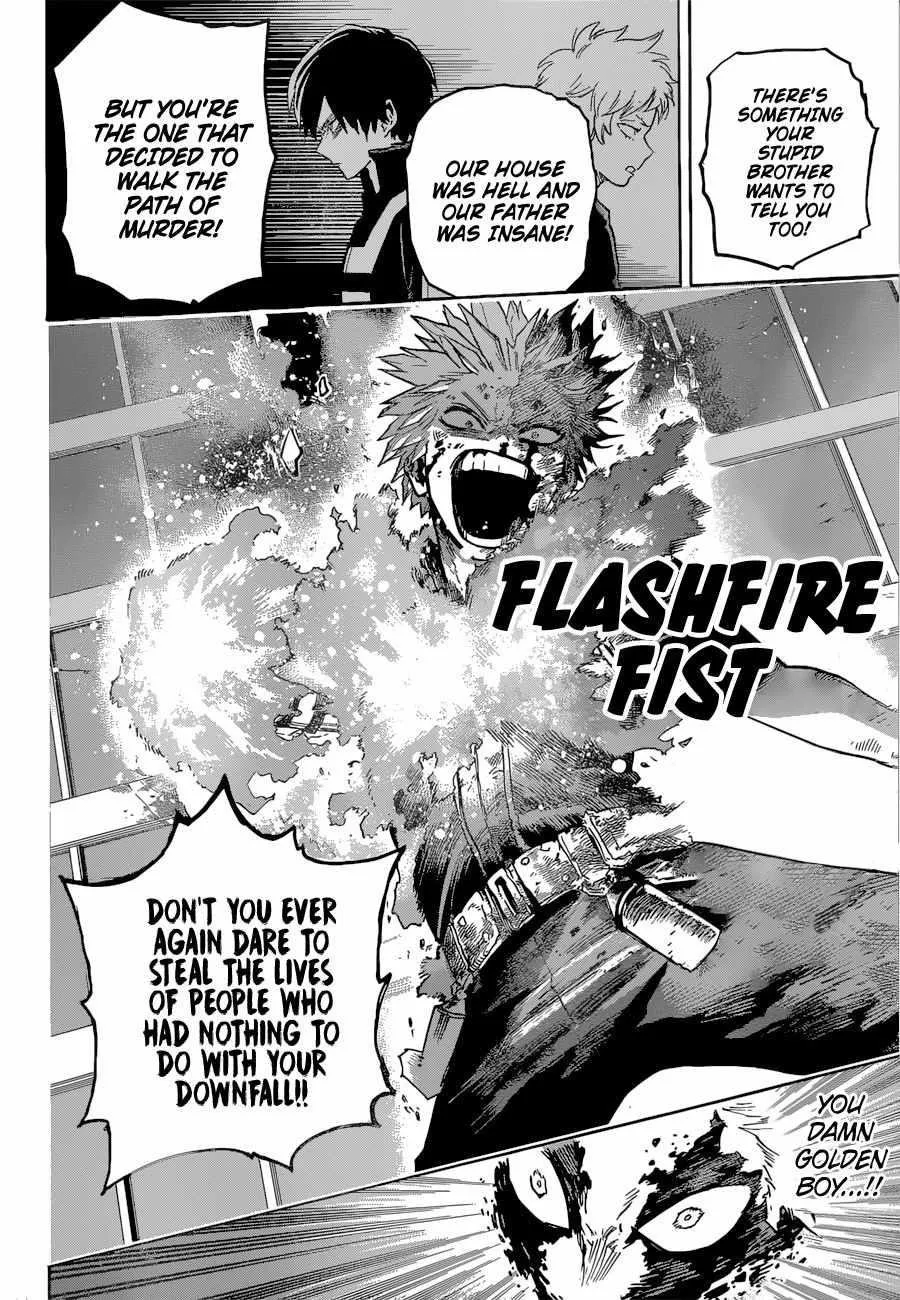 THERE'S
SOMETHING
YOUR
STUPID
BROTHER
WANTS TO
TELL YOU
TOO!
OUR HOUSE
WAS HELL AND
OUR FATHER
WAS INSANE!
BUT YOU'RE
THE ONE THAT
DECIDED TO
WALK THE
PATH OF
MURDER!
FLASHFIRE
FIST
DON'T YOU EVER
AGAIN DARE TO
STEAL THE LIVES
OF PEOPLE WHO
HAD NOTHING TO
DO WITH YOUR
DOWNFALL!!
YOU
DAMN
GOLDEN
BOY...!!